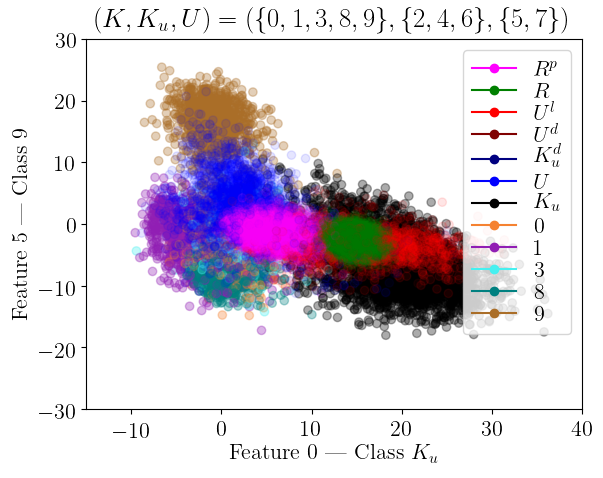 (K, K_u, U) = ({0, 1, 3, 8, 9}, {2, 4, 6}, {5, 7})
30
20
10
0
−10
−20
−30
−10
0
10
20
30
40
Feature 5 — Class 9
Feature 0 — Class K_u
R^p
R
U^l
U^d
K_u^d
U
K_u
0
1
3
8
9